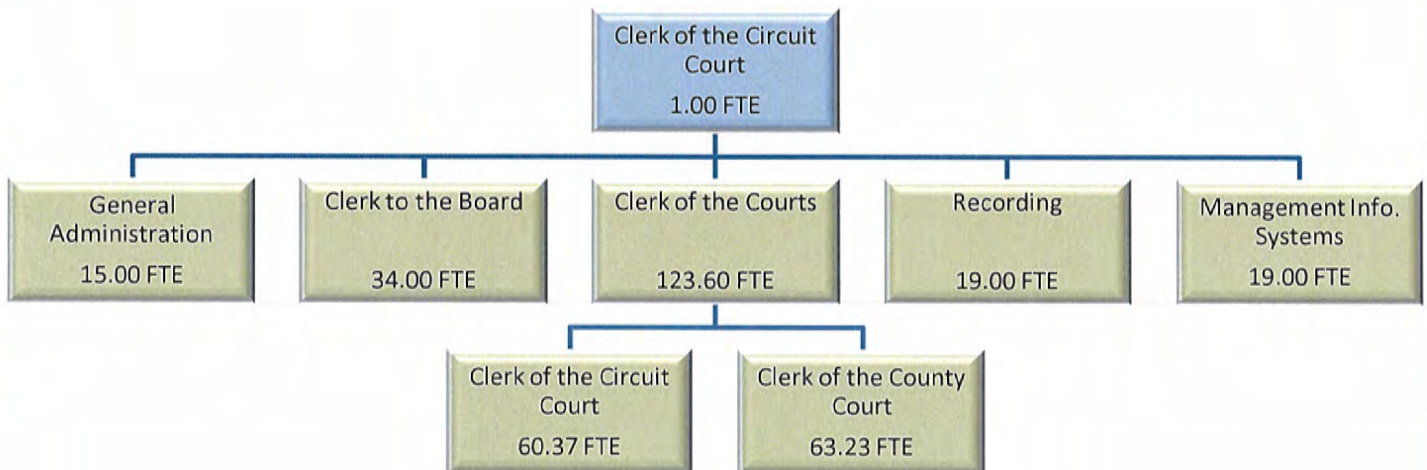 Clerk of the Circuit
Court
1.00 FTE
General
Administration
15.00 FTE
Clerk to the Board
34.00 FTE
Clerk of the Courts
123.60 FTE
Recording
19.00 FTE
Management Info.
Systems
19.00 FTE
Clerk of the Circuit
Court
60.37 FTE
Clerk of the County
Court
63.23 FTE